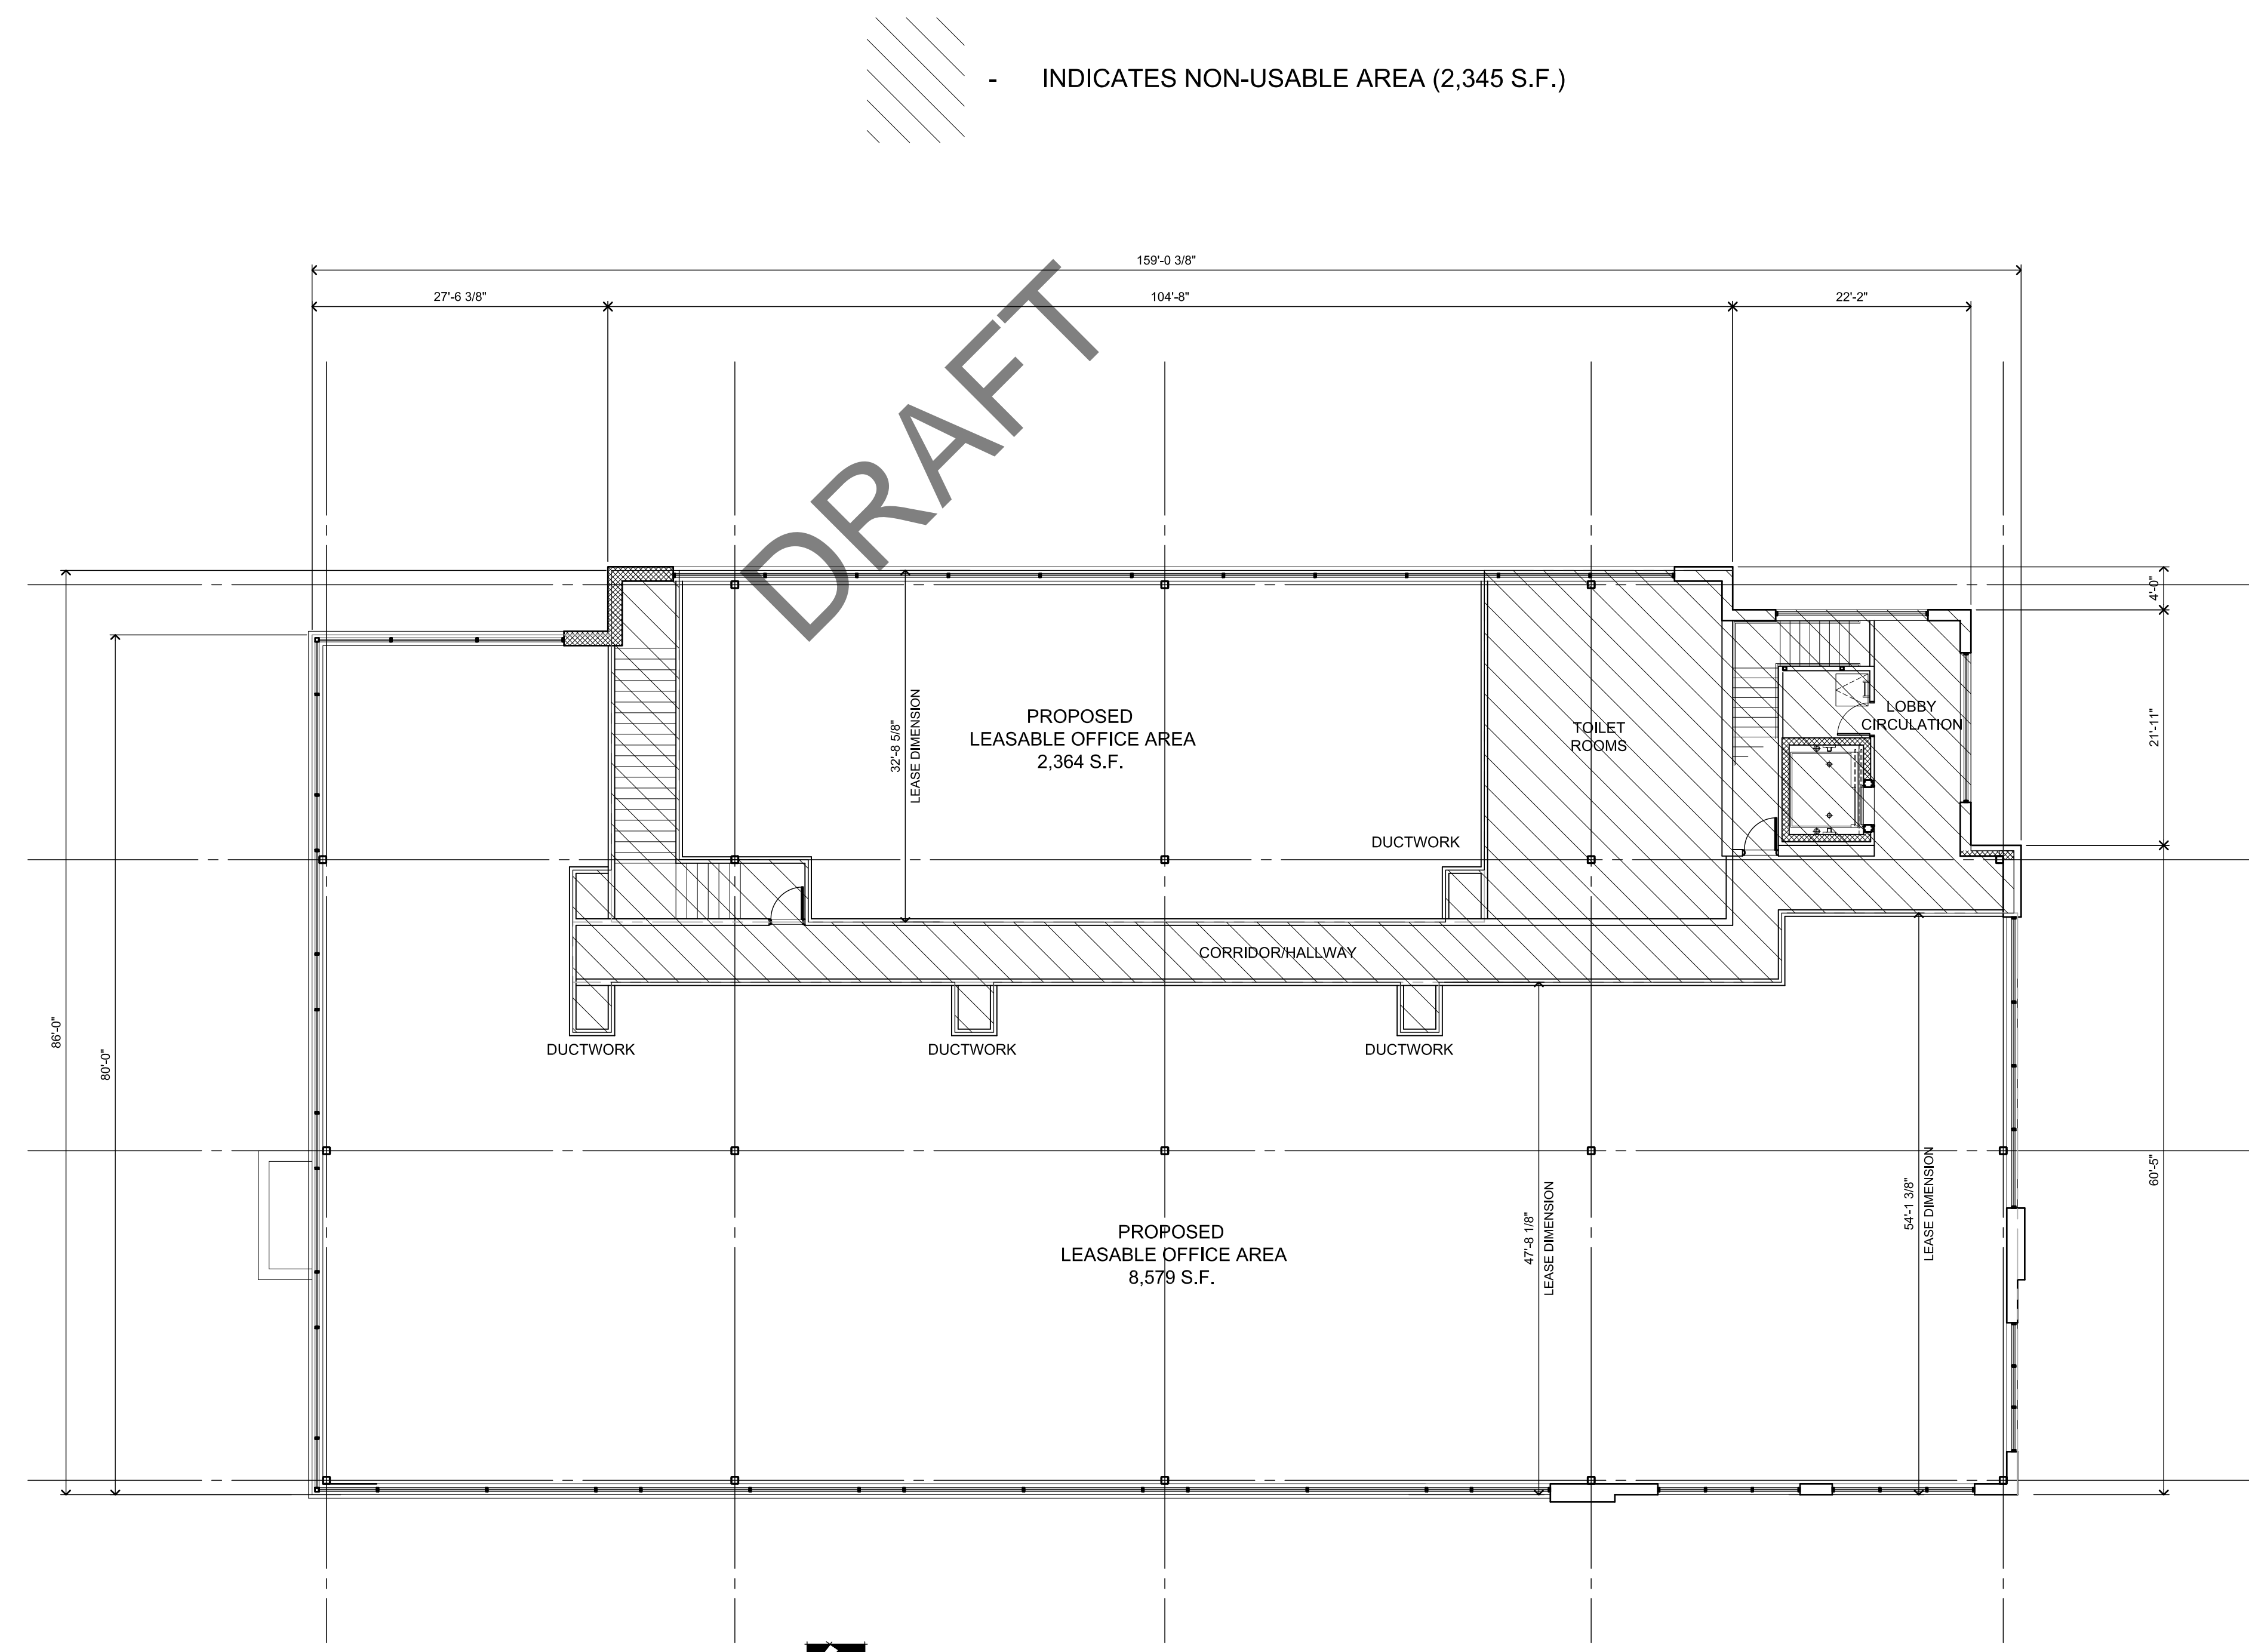 - INDICATES NON-USABLE AREA (2,345 S.F.)
159'-0 3/8"
27'-6 3/8"
104'-8"
22'-2"
DRAFT
4'-0"
21'-11"
60'-5"
86'-0"
80'-0"
32'-8 5/8"
LEASE DIMENSION
PROPOSED
LEASABLE OFFICE AREA
2,364 S.F.
TOILET
ROOMS
LOBBY
CIRCULATION
DUCTWORK
CORRIDOR/HALLWAY
DUCTWORK
DUCTWORK
DUCTWORK
PROPOSED
LEASABLE OFFICE AREA
8,579 S.F.
47'-8 1/8"
LEASE DIMENSION
54'-1 3/8"
LEASE DIMENSION